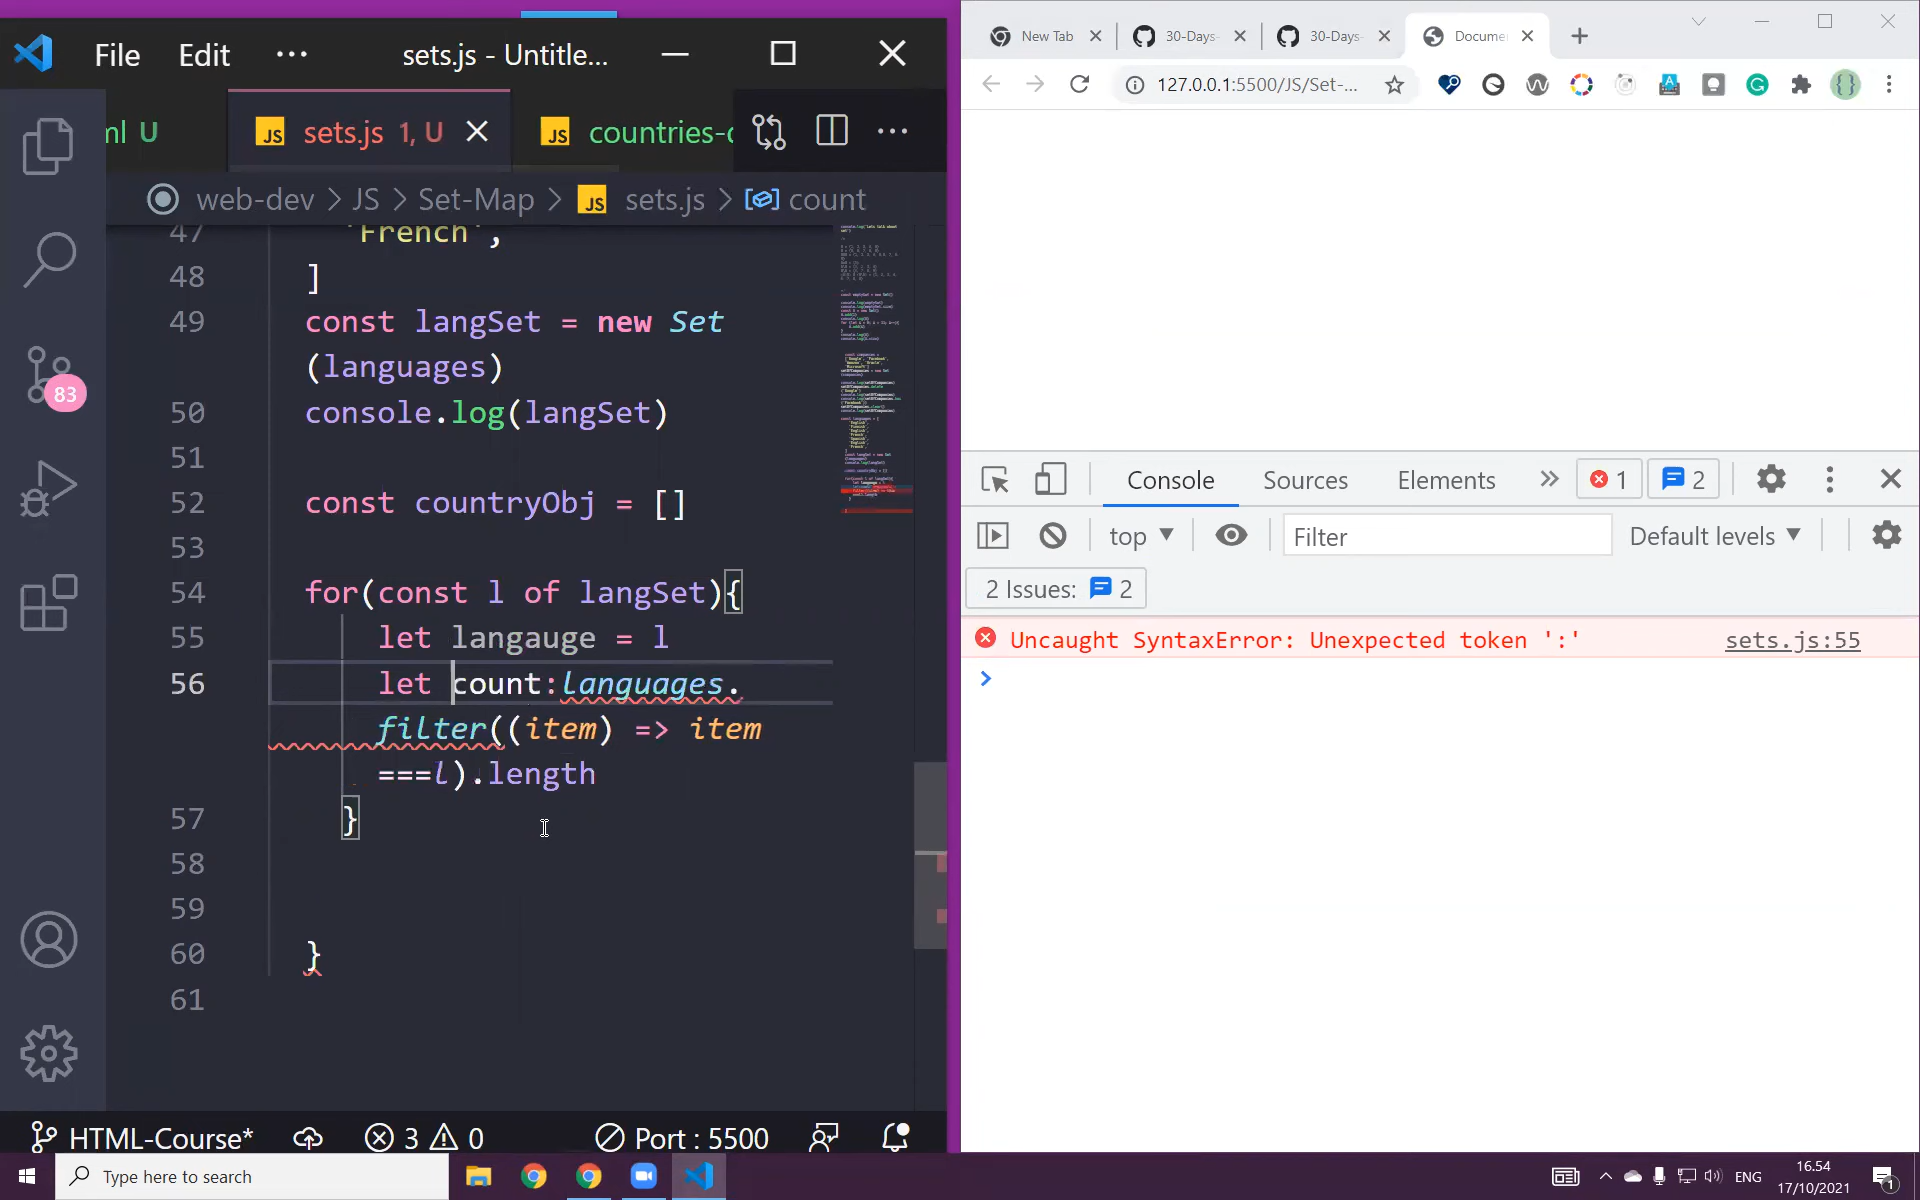 File Edit ··· sets.js - Untitle...
ml U JS sets.js 1, U JS countries-c
web-dev > JS > Set-Map > JS sets.js > count
47 'French',
48 ]
49 const langSet = new Set
(languages)
50 console.log(langSet)
51
52 const countryObj = []
53
54 for(const l of langSet){
55 let langauge = l
56 let count:languages.
filter((item) => item
===l).length
57 }
58
59
60 }
61
83
HTML-Course* 3 0 Port : 5500
New Tab 30-Days- 30-Days- Docume
127.0.0.1:5500/JS/Set-...
Console Sources Elements » 1 2
top Filter Default levels
2 Issues: 2
Uncaught SyntaxError: Unexpected token ':' sets.js:55
Type here to search
ENG 16.54
17/10/2021
1